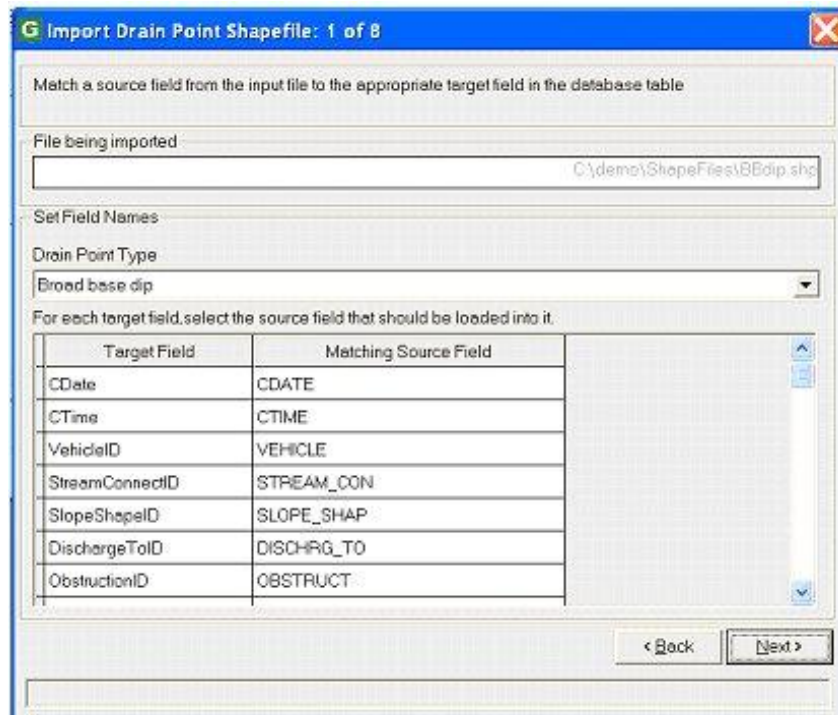 G Import Drain Point Shapefile: 1 of 8
Match a source field from the input file to the appropriate target field in the database table
File being imported
C:\demo\ShapeFiles\BBdip.shp
Set Field Names
Drain Point Type
Broad base dip
For each target field, select the source field that should be loaded into it.
Target Field Matching Source Field
CDate CDATE
CTime CTIME
VehicleID VEHICLE
StreamConnectID STREAM_CON
SlopeShapeID SLOPE_SHAP
DischargeToID DISCHRG_TO
ObstructionID OBSTRUCT
< Back Next >